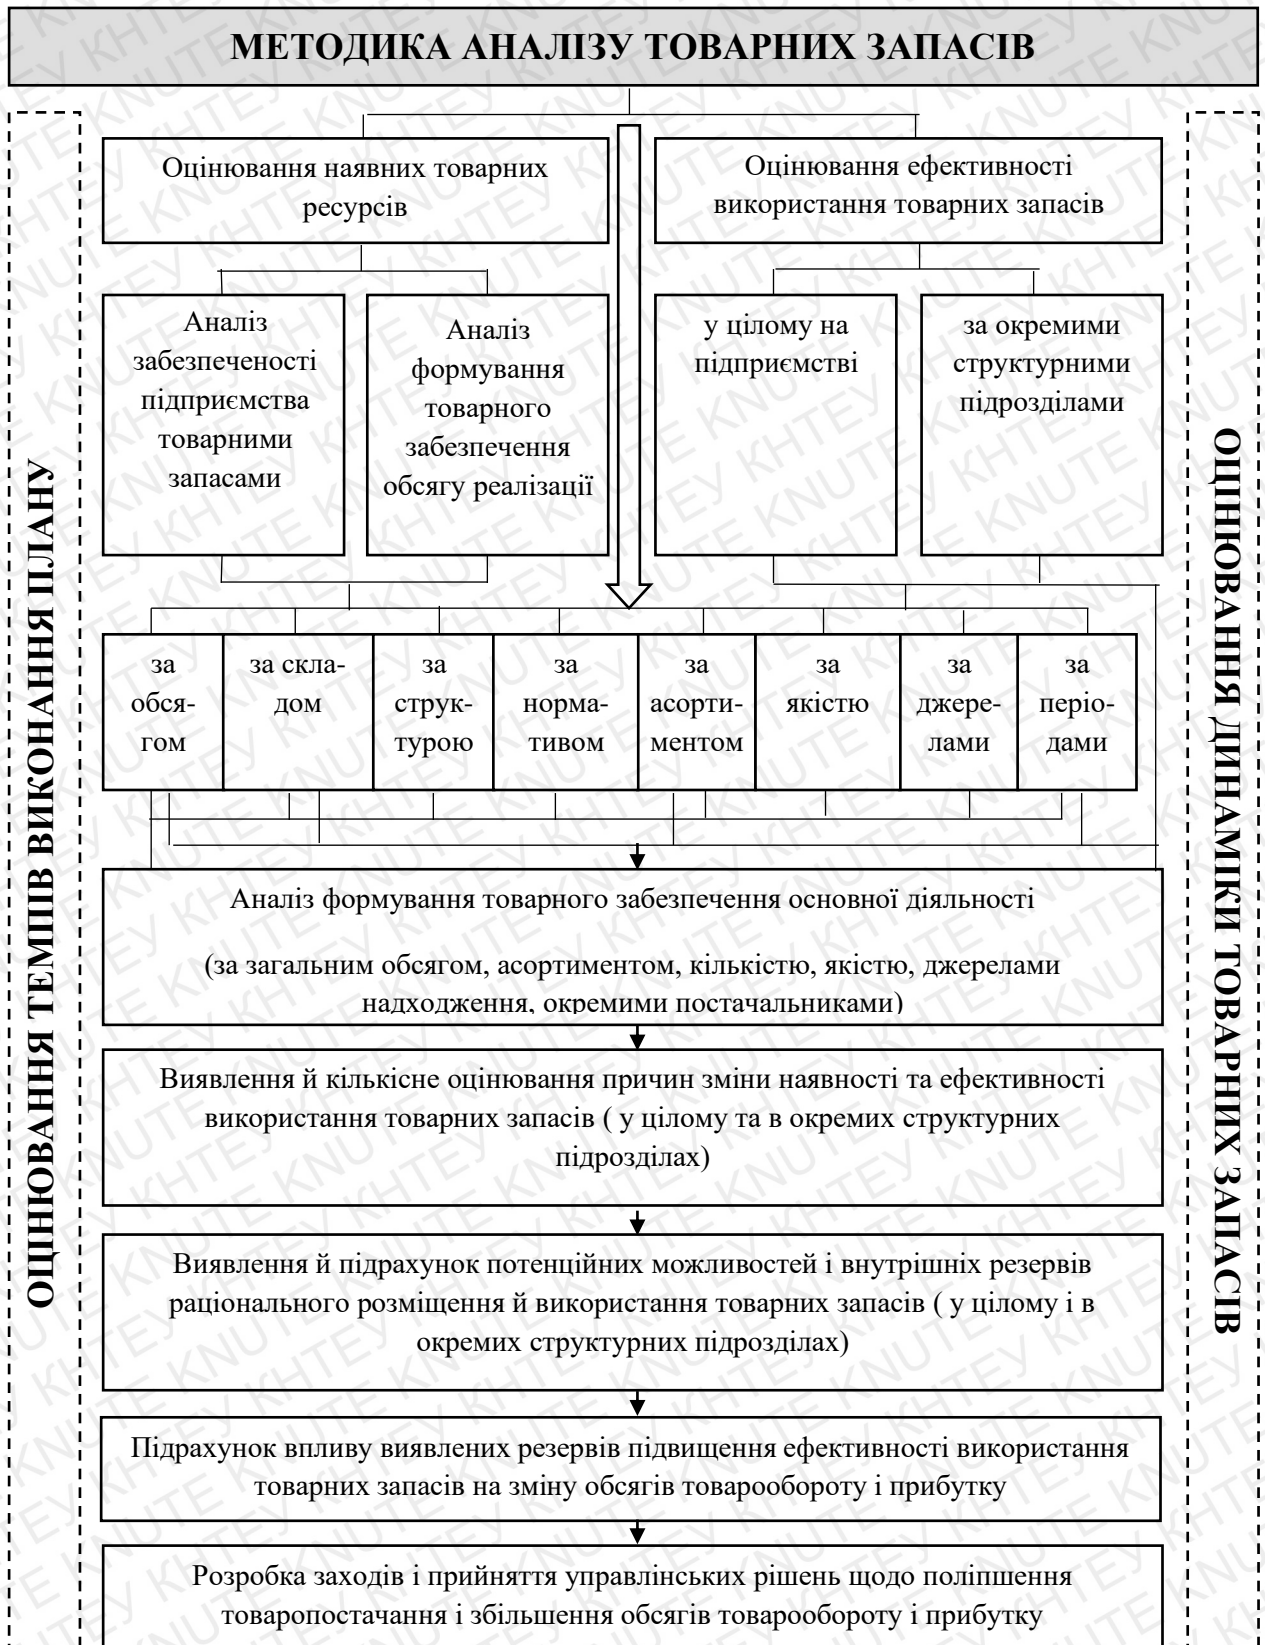 МЕТОДИКА АНАЛІЗУ ТОВАРНИХ ЗАПАСІВ
ОЦІНЮВАННЯ ТЕМПІВ ВИКОНАННЯ ПЛАНУ
Оцінювання наявних товарних
ресурсів
Оцінювання ефективності
використання товарних запасів
Аналіз
забезпеченості
підприємства
товарними
запасами
Аналіз
формування
товарного
забезпечення
обсягу реалізації
у цілому на
підприємстві
за окремими
структурними
підрозділами
за
обся-
гом
за скла-
дом
за
струк-
турою
за
норма-
тивом
за
асорти-
ментом
за
якістю
за
джере-
лами
за
періо-
дами
Аналіз формування товарного забезпечення основної діяльності
(за загальним обсягом, асортиментом, кількістю, якістю, джерелами
надходження, окремими постачальниками)
Виявлення й кількісне оцінювання причин зміни наявності та ефективності
використання товарних запасів ( у цілому та в окремих структурних
підрозділах)
Виявлення й підрахунок потенційних можливостей і внутрішніх резервів
раціонального розміщення й використання товарних запасів ( у цілому і в
окремих структурних підрозділах)
Підрахунок впливу виявлених резервів підвищення ефективності використання
товарних запасів на зміну обсягів товарообороту і прибутку
Розробка заходів і прийняття управлінських рішень щодо поліпшення
товаропостачання і збільшення обсягів товарообороту і прибутку
ОЦІНЮВАННЯ ДИНАМІКИ ТОВАРНИХ ЗАПАСІВ
KNUTE КНТЕУ